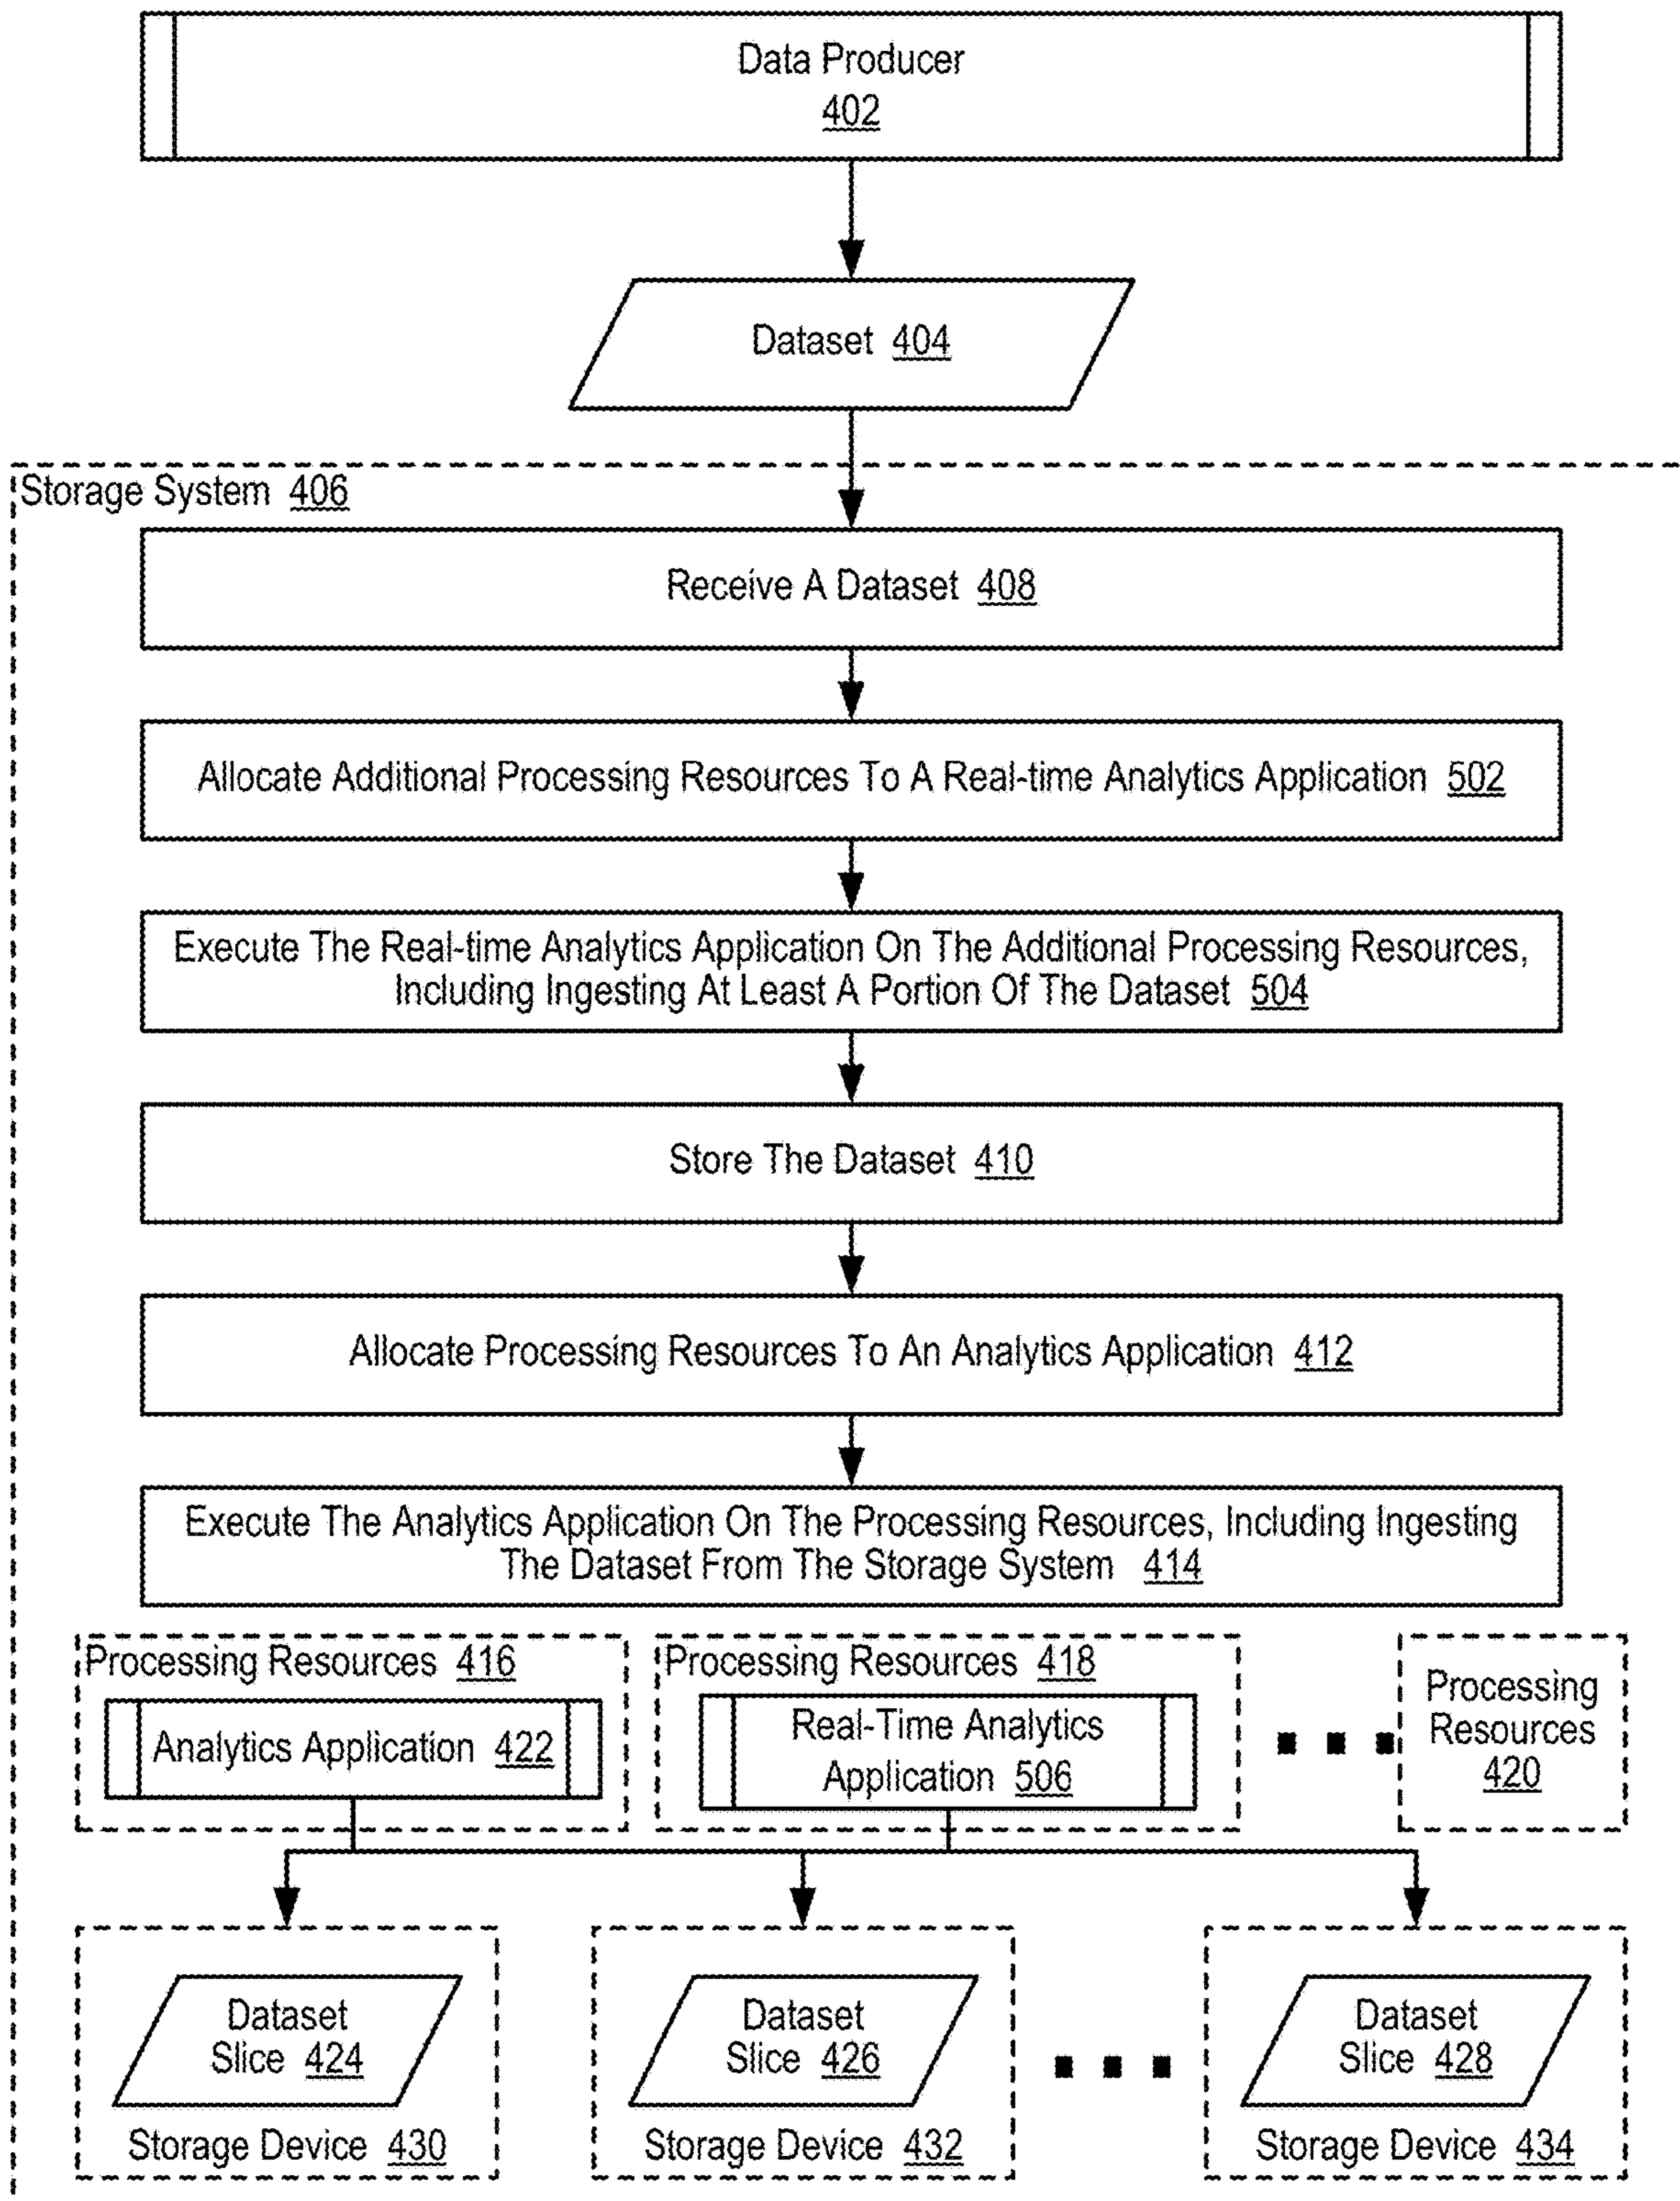 Data Producer
402
Dataset 404
Storage System 406
Receive A Dataset 408
Allocate Additional Processing Resources To A Real-time Analytics Application 502
Execute The Real-time Analytics Application On The Additional Processing Resources,
Including Ingesting At Least A Portion Of The Dataset 504
Store The Dataset 410
Allocate Processing Resources To An Analytics Application 412
Execute The Analytics Application On The Processing Resources, Including Ingesting
The Dataset From The Storage System 414
Processing Resources 416
Analytics Application 422
Processing Resources 418
Real-Time Analytics
Application 506
Processing
Resources
420
Dataset
Slice 424
Storage Device 430
Dataset
Slice 426
Storage Device 432
Dataset
Slice 428
Storage Device 434